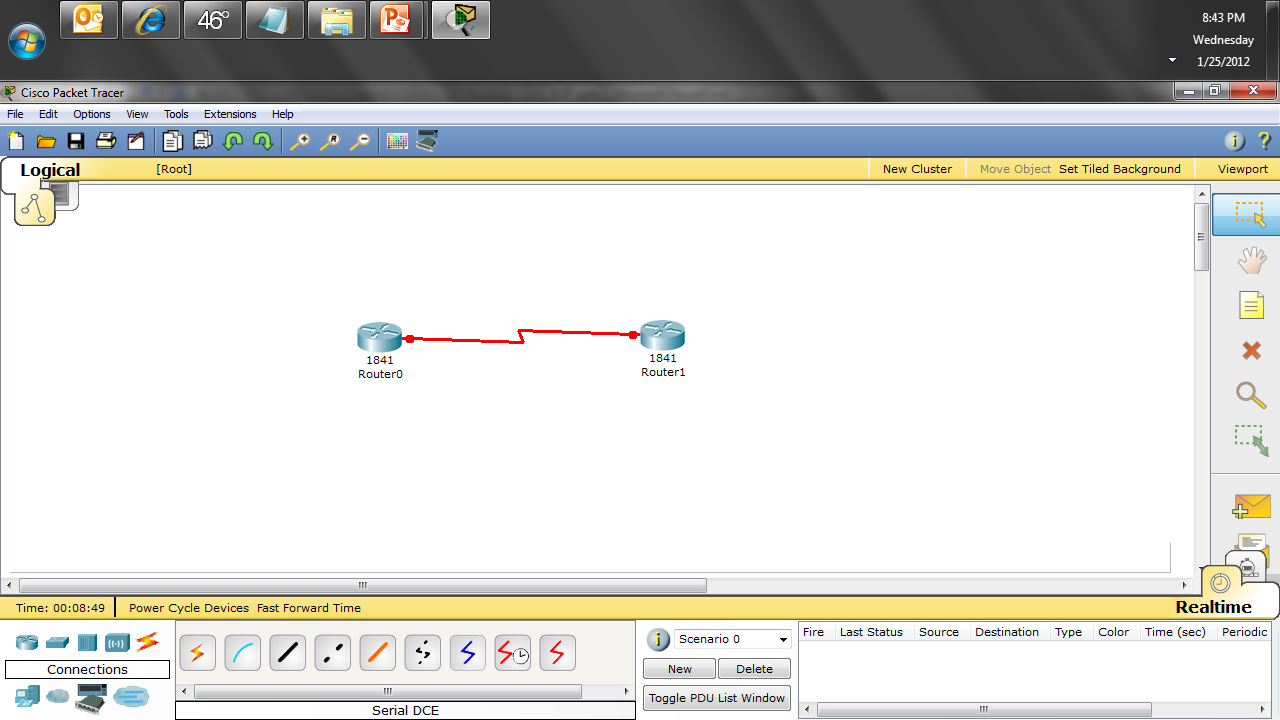 46°
8:43 PM
Wednesday
1/25/2012
Cisco Packet Tracer
File Edit Options View Tools Extensions Help
Logical [Root] New Cluster Move Object Set Tiled Background Viewport
1841
Router0
1841
Router1
Time: 00:08:49 Power Cycle Devices Fast Forward Time Realtime
Connections
Serial DCE
Scenario 0
New Delete
Toggle PDU List Window
Fire Last Status Source Destination Type Color Time (sec) Periodic